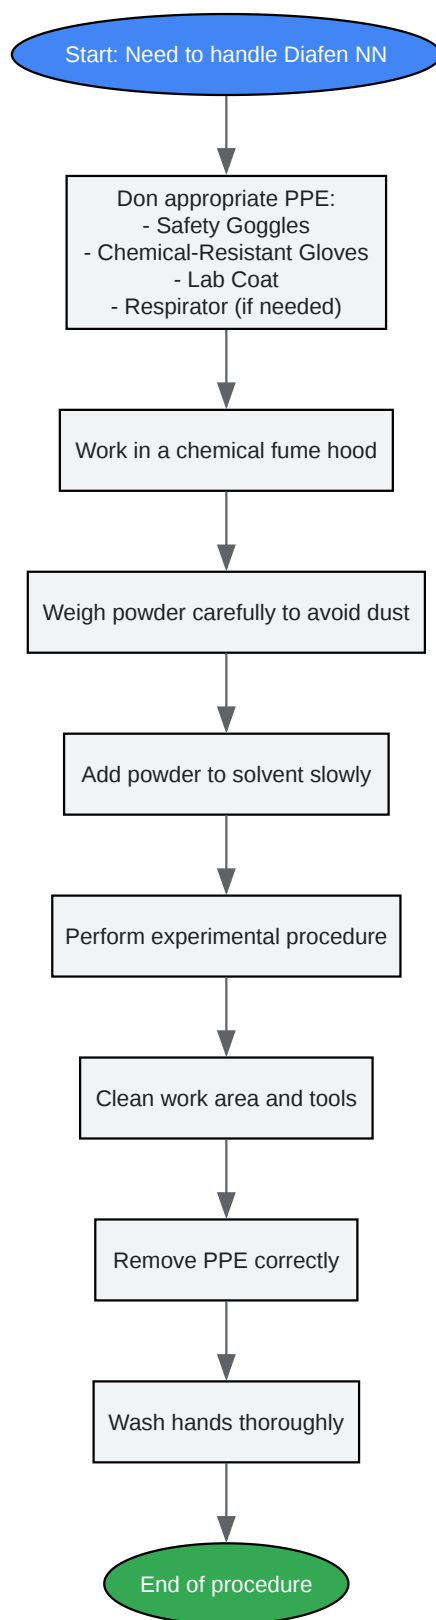 Start: Need to handle Diafen NN
Don appropriate PPE:
- Safety Goggles
- Chemical-Resistant Gloves
- Lab Coat
- Respirator (if needed)
Work in a chemical fume hood
Weigh powder carefully to avoid dust
Add powder to solvent slowly
Perform experimental procedure
Clean work area and tools
Remove PPE correctly
Wash hands thoroughly
End of procedure